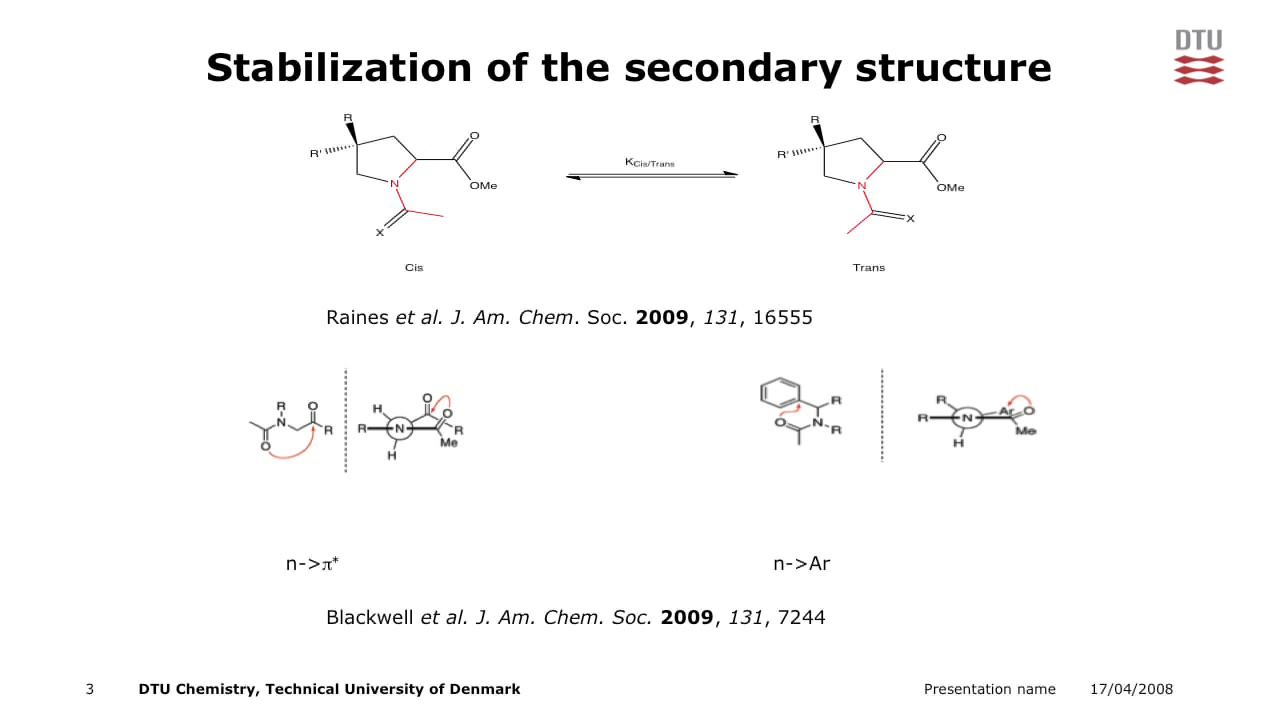 DTU
Stabilization of the secondary structure
R
R'
O
N
OMe
X
Cis
KCis/Trans
R
R'
O
N
OMe
X
Trans
Raines et al. J. Am. Chem. Soc. 2009, 131, 16555
R
O
N
R
O
H
O
O
R
N
R
Me
H
R
O
N
R
R
Ar
O
R
N
Me
H
n->π*
n->Ar
Blackwell et al. J. Am. Chem. Soc. 2009, 131, 7244
3
DTU Chemistry, Technical University of Denmark
Presentation name
17/04/2008